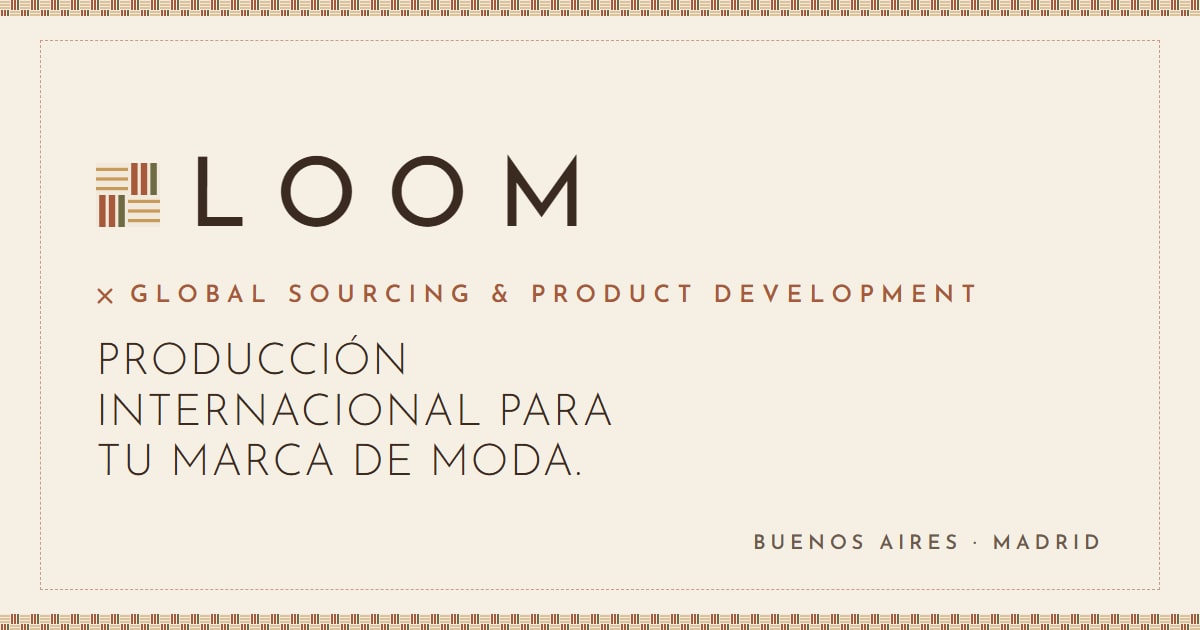 LOOM
× GLOBAL SOURCING & PRODUCT DEVELOPMENT
PRODUCCIÓN
INTERNACIONAL PARA
TU MARCA DE MODA.
BUENOS AIRES · MADRID